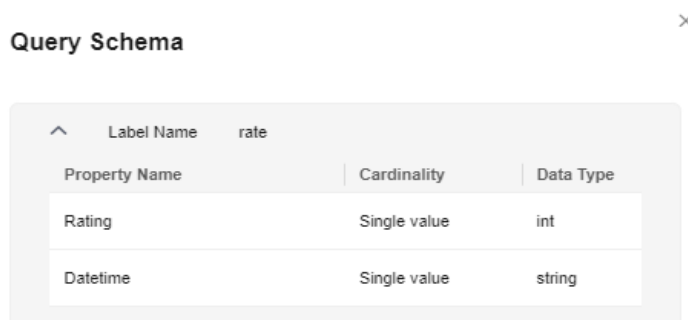 Query Schema
Label Name rate
Property Name Cardinality Data Type
Rating Single value int
Datetime Single value string